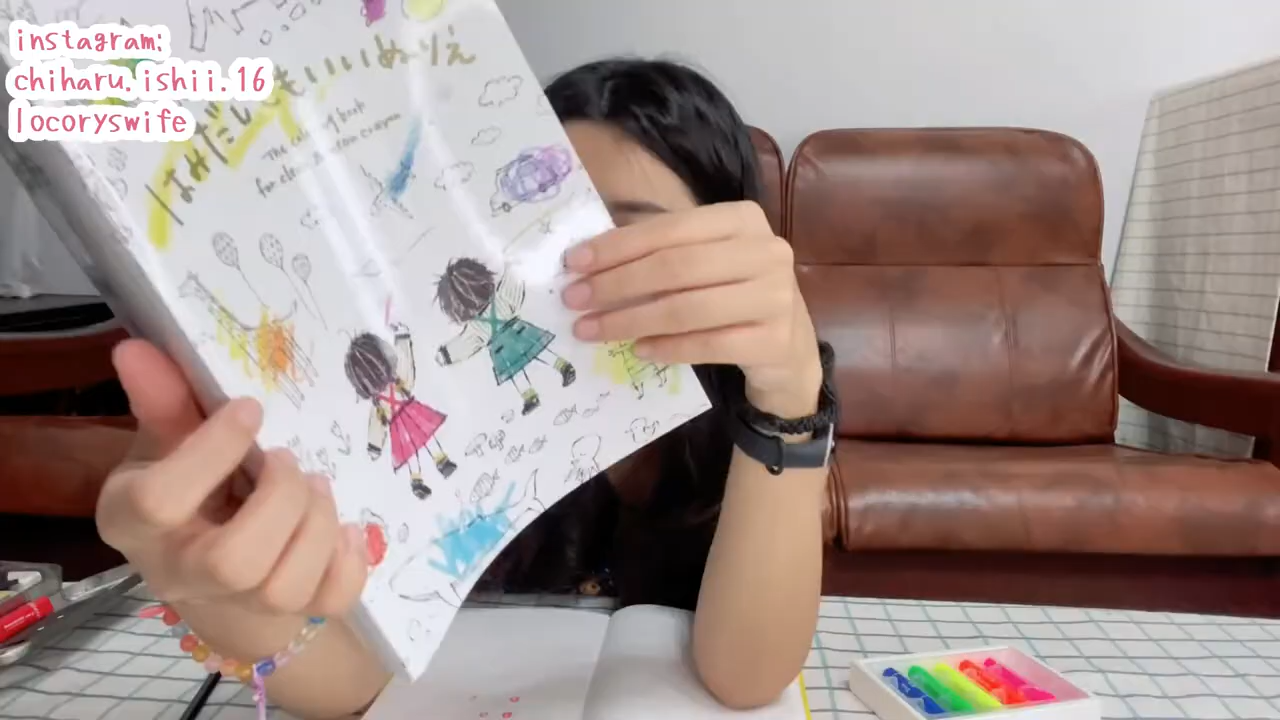 instagram:
chiharu.ishii.16
locoryswife
はみだしてもいいぬりえ
The coloring book